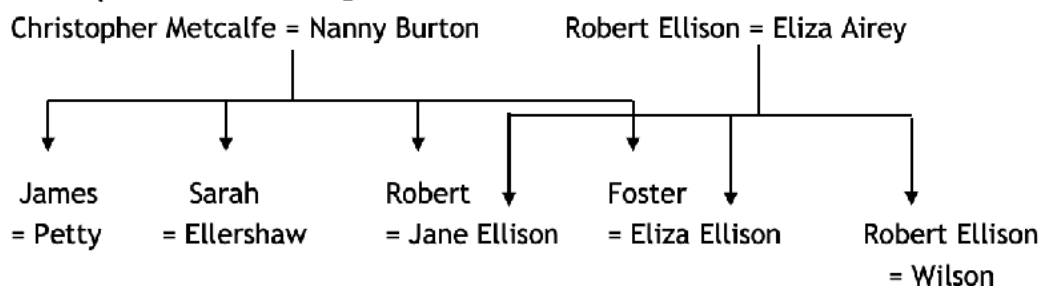 Christopher Metcalfe = Nanny Burton Robert Ellison = Eliza Airey
James Sarah Robert Foster
= Petty = Ellershaw = Jane Ellison = Eliza Ellison Robert Ellison
= Wilson